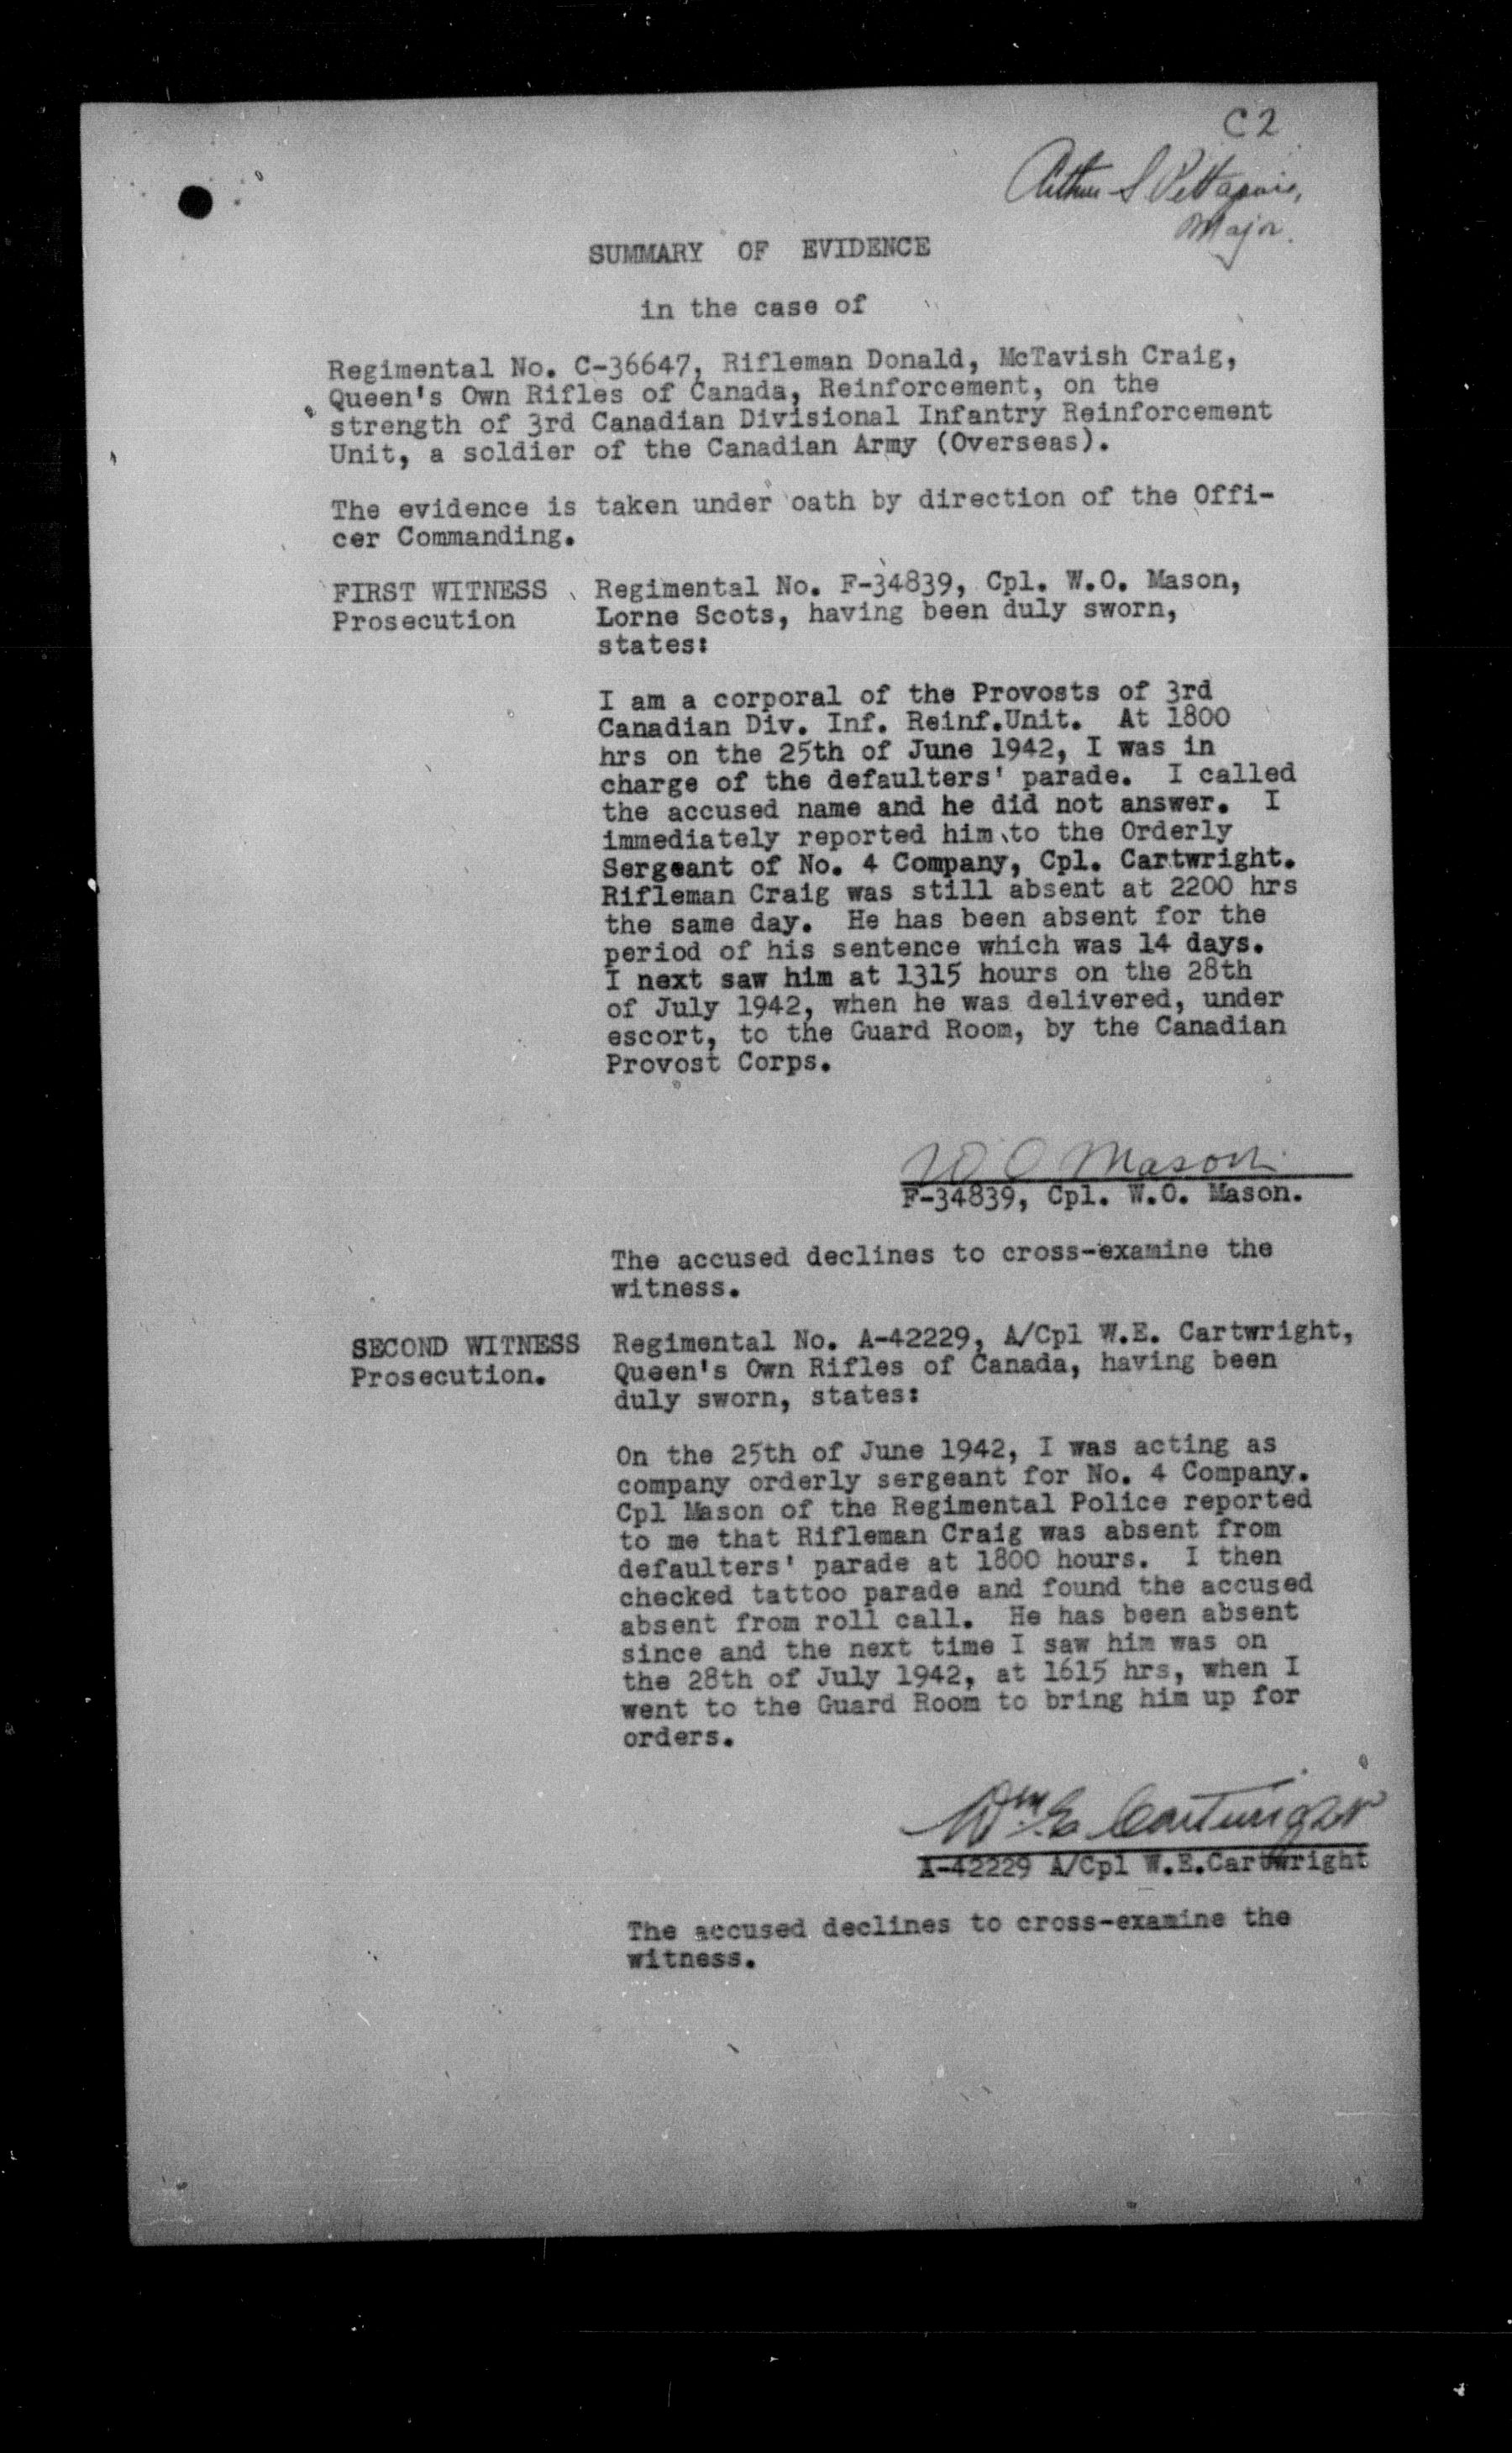 C2
Arthur S
Major.
SUMMARY OF EVIDENCE
in the case of
Regimental No. C-36647, Rifleman Donald, McTavish Craig,
Queen's Own Rifles of Canada, Reinforcement, on the
strength of 3rd Canadian Divisional Infantry Reinforcement
Unit, a soldier of the Canadian Army (Overseas).
The evidence is taken under oath by direction of the Offi-
cer Commanding.
FIRST WITNESS Regimental No. F-34839, Cpl. W.O. Mason,
Prosecution Lorne Scots, having been duly sworn,
states:
I am a corporal of the Provosts of 3rd
Canadian Div. Inf. Reinf.Unit. At 1800
hrs on the 25th of June 1942, I was in
charge of the defaulters' parade. I called
the accused name and he did not answer. I
immediately reported him to the Orderly
Sergeant of No. 4 Company, Cpl. Cartwright.
Rifleman Craig was still absent at 2200 hrs
the same day. He has been absent for the
period of his sentence which was 14 days.
I next saw him at 1315 hours on the 28th
of July 1942, when he was delivered, under
escort, to the Guard Room, by the Canadian
Provost Corps.
W O Mason
F-34839, Cpl. W.O. Mason.
The accused declines to cross-examine the
witness.
SECOND WITNESS Regimental No. A-42229, A/Cpl W.E. Cartwright,
Prosecution. Queen's Own Rifles of Canada, having been
duly sworn, states:
On the 25th of June 1942, I was acting as
company orderly sergeant for No. 4 Company.
Cpl Mason of the Regimental Police reported
to me that Rifleman Craig was absent from
defaulters' parade at 1800 hours. I then
checked tattoo parade and found the accused
absent from roll call. He has been absent
since and the next time I saw him was on
the 28th of July 1942, at 1615 hrs, when I
went to the Guard Room to bring him up for
orders.
Wm. E Cartwright
A-42229 A/Cpl W.E.Cartwright
The accused declines to cross-examine the
witness.